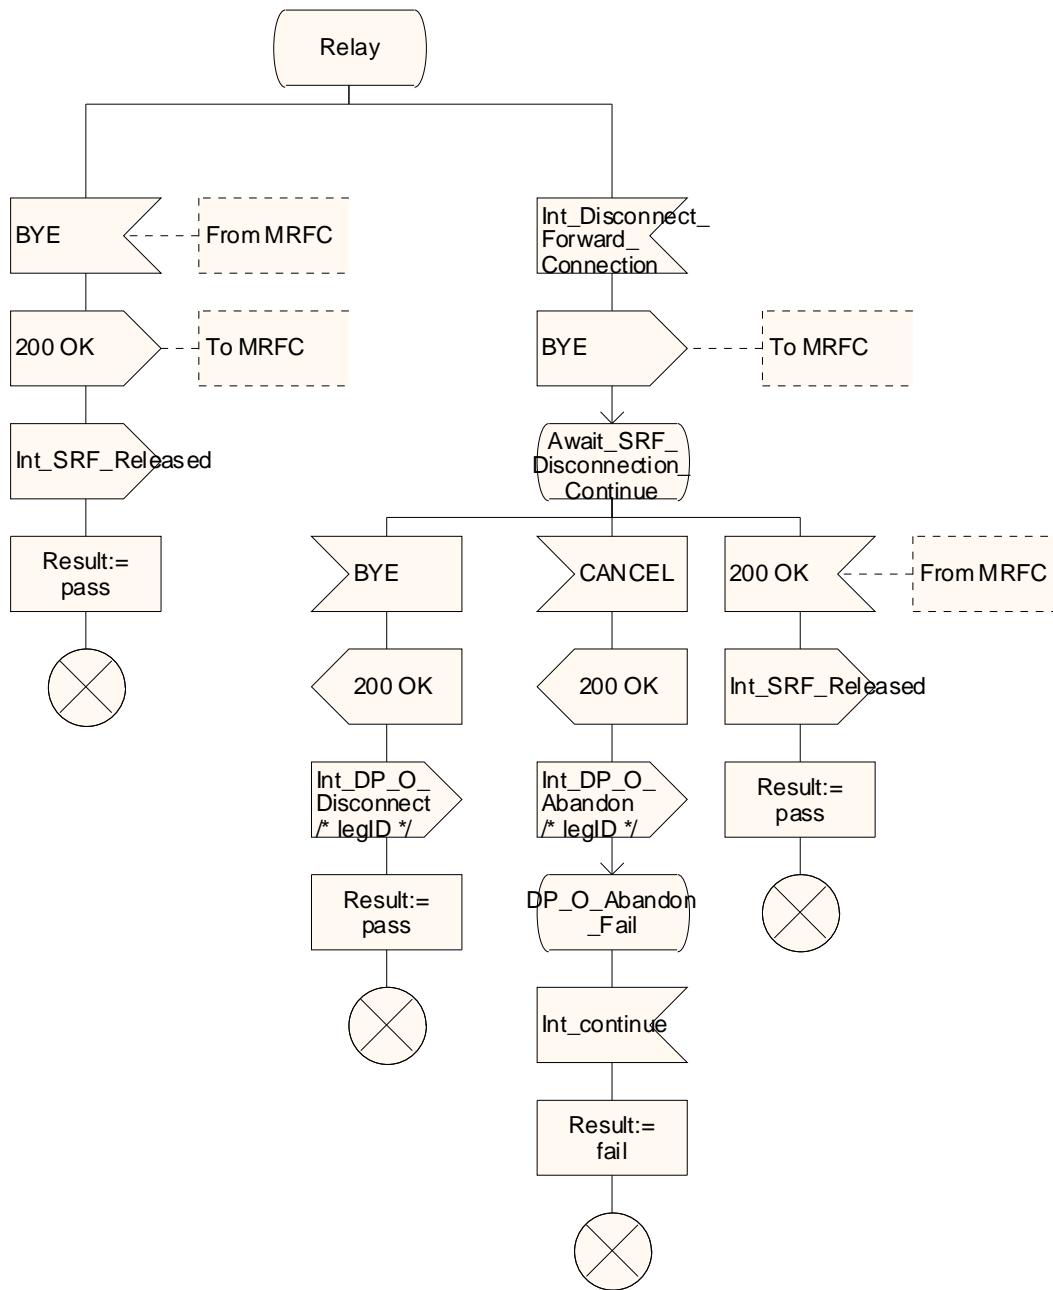 Relay
BYE
From MRFC
Int_Disconnect_
Forward_
Connection
200 OK
To MRFC
BYE
To MRFC
Int_SRF_Released
Await_SRF_
Disconnection_
Continue
Result:=
pass
BYE
CANCEL
200 OK
From MRFC
200 OK
200 OK
Int_SRF_Released
Int_DP_O_
Disconnect
/* legID */
Int_DP_O_
Abandon
/* legID */
Result:=
pass
Result:=
pass
DP_O_Abandon
_Fail
Int_continue
Result:=
fail